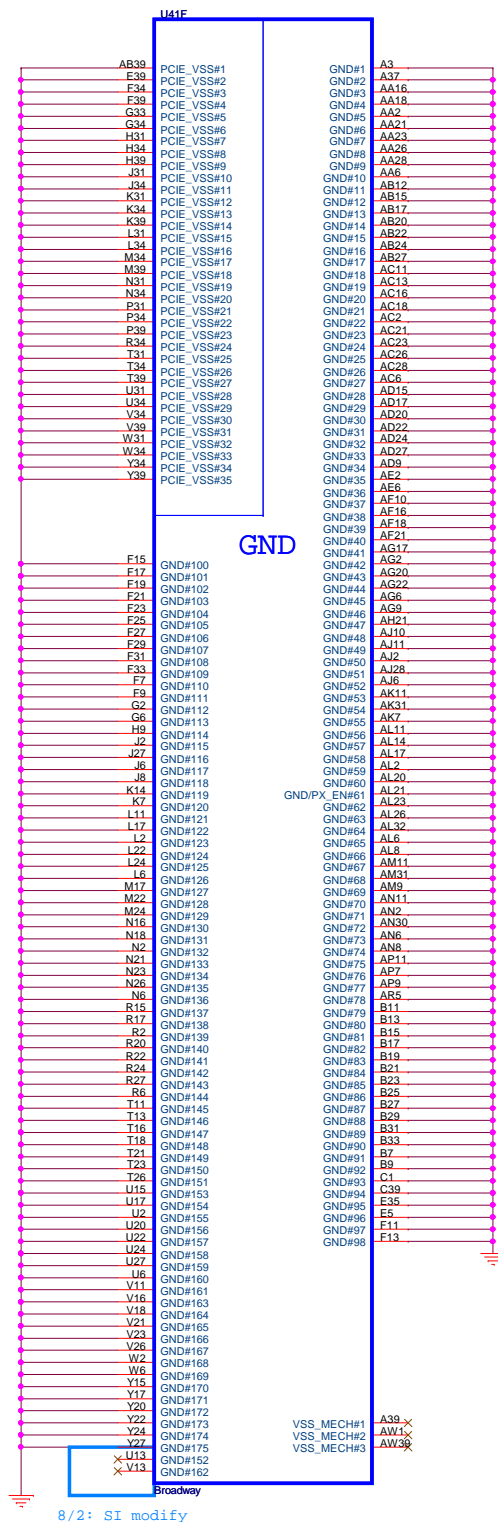 U41F
AB39 PCIE_VSS#1
E39 PCIE_VSS#2
F34 PCIE_VSS#3
F39 PCIE_VSS#4
G33 PCIE_VSS#5
G34 PCIE_VSS#6
H31 PCIE_VSS#7
H34 PCIE_VSS#8
H39 PCIE_VSS#9
J31 PCIE_VSS#10
J34 PCIE_VSS#11
K31 PCIE_VSS#12
K34 PCIE_VSS#13
K39 PCIE_VSS#14
L31 PCIE_VSS#15
L34 PCIE_VSS#16
M34 PCIE_VSS#17
M39 PCIE_VSS#18
N31 PCIE_VSS#19
N34 PCIE_VSS#20
P31 PCIE_VSS#21
P34 PCIE_VSS#22
P39 PCIE_VSS#23
R34 PCIE_VSS#24
T31 PCIE_VSS#25
T34 PCIE_VSS#26
T39 PCIE_VSS#27
U31 PCIE_VSS#28
U34 PCIE_VSS#29
V34 PCIE_VSS#30
V39 PCIE_VSS#31
W31 PCIE_VSS#32
W34 PCIE_VSS#33
Y34 PCIE_VSS#34
Y39 PCIE_VSS#35
GND
F15 GND#100
F17 GND#101
F19 GND#102
F21 GND#103
F23 GND#104
F25 GND#105
F27 GND#106
F29 GND#107
F31 GND#108
F33 GND#109
F7 GND#110
F9 GND#111
G2 GND#112
G6 GND#113
H9 GND#114
J2 GND#115
J27 GND#116
J6 GND#117
J8 GND#118
K14 GND#119
K7 GND#120
L11 GND#121
L17 GND#122
L2 GND#123
L22 GND#124
L24 GND#125
L6 GND#126
M17 GND#127
M22 GND#128
M24 GND#129
N16 GND#130
N18 GND#131
N2 GND#132
N21 GND#133
N23 GND#134
N26 GND#135
N6 GND#136
R15 GND#137
R17 GND#138
R2 GND#139
R20 GND#140
R22 GND#141
R24 GND#142
R27 GND#143
R6 GND#144
T11 GND#145
T13 GND#146
T16 GND#147
T18 GND#148
T21 GND#149
T23 GND#150
T26 GND#151
U15 GND#153
U17 GND#154
U2 GND#155
U20 GND#156
U22 GND#157
U24 GND#158
U27 GND#159
U6 GND#160
V11 GND#161
V16 GND#163
V18 GND#164
V21 GND#165
V23 GND#166
V26 GND#167
W2 GND#168
W6 GND#169
Y15 GND#170
Y17 GND#171
Y20 GND#172
Y22 GND#173
Y24 GND#174
Y27 GND#175
U13 GND#152
V13 GND#162
GND#1 A3
GND#2 A37
GND#3 AA16
GND#4 AA18
GND#5 AA2
GND#6 AA21
GND#7 AA23
GND#8 AA26
GND#9 AA28
GND#10 AA6
GND#11 AB12
GND#12 AB15
GND#13 AB17
GND#14 AB20
GND#15 AB22
GND#16 AB24
GND#17 AB27
GND#18 AC11
GND#19 AC13
GND#20 AC16
GND#21 AC18
GND#22 AC2
GND#23 AC21
GND#24 AC23
GND#25 AC26
GND#26 AC28
GND#27 AC6
GND#28 AD15
GND#29 AD17
GND#30 AD20
GND#31 AD22
GND#32 AD24
GND#33 AD27
GND#34 AD9
GND#35 AE2
GND#36 AE6
GND#37 AF10
GND#38 AF16
GND#39 AF18
GND#40 AF21
GND#41 AG17
GND#42 AG2
GND#43 AG20
GND#44 AG22
GND#45 AG6
GND#46 AG9
GND#47 AH21
GND#48 AJ10
GND#49 AJ11
GND#50 AJ2
GND#51 AJ28
GND#52 AJ6
GND#53 AK11
GND#54 AK31
GND#55 AK7
GND#56 AL11
GND#57 AL14
GND#58 AL17
GND#59 AL2
GND#60 AL20
GND/PX_EN#61 AL21
GND#62 AL23
GND#63 AL26
GND#64 AL32
GND#65 AL6
GND#66 AL8
GND#67 AM11
GND#68 AM31
GND#69 AM9
GND#70 AN11
GND#71 AN2
GND#72 AN30
GND#73 AN6
GND#74 AN8
GND#75 AP11
GND#76 AP7
GND#77 AP9
GND#78 AR5
GND#79 B11
GND#80 B13
GND#81 B15
GND#82 B17
GND#83 B19
GND#84 B21
GND#85 B23
GND#86 B25
GND#87 B27
GND#88 B29
GND#89 B31
GND#90 B33
GND#91 B7
GND#92 B9
GND#93 C1
GND#94 C39
GND#95 E35
GND#96 E5
GND#97 F11
GND#98 F13
VSS_MECH#1 A39
VSS_MECH#2 AW1
VSS_MECH#3 AW39
Broadway
8/2: SI modify